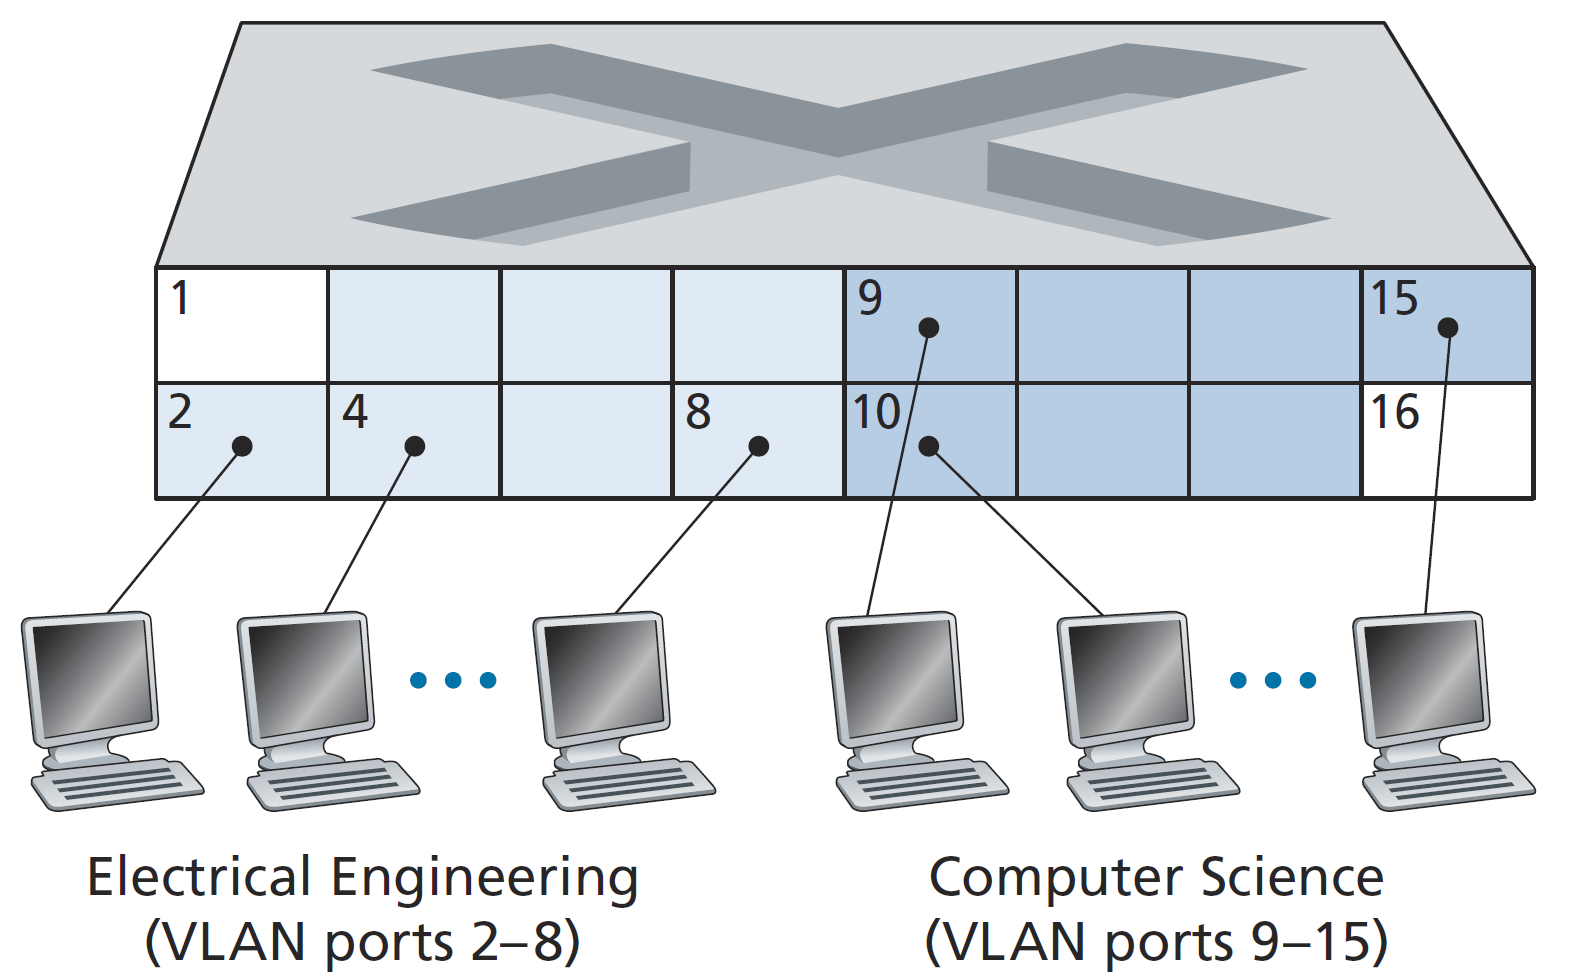 1
9
15
2
4
8
10
16
Electrical Engineering
(VLAN ports 2–8)
Computer Science
(VLAN ports 9–15)